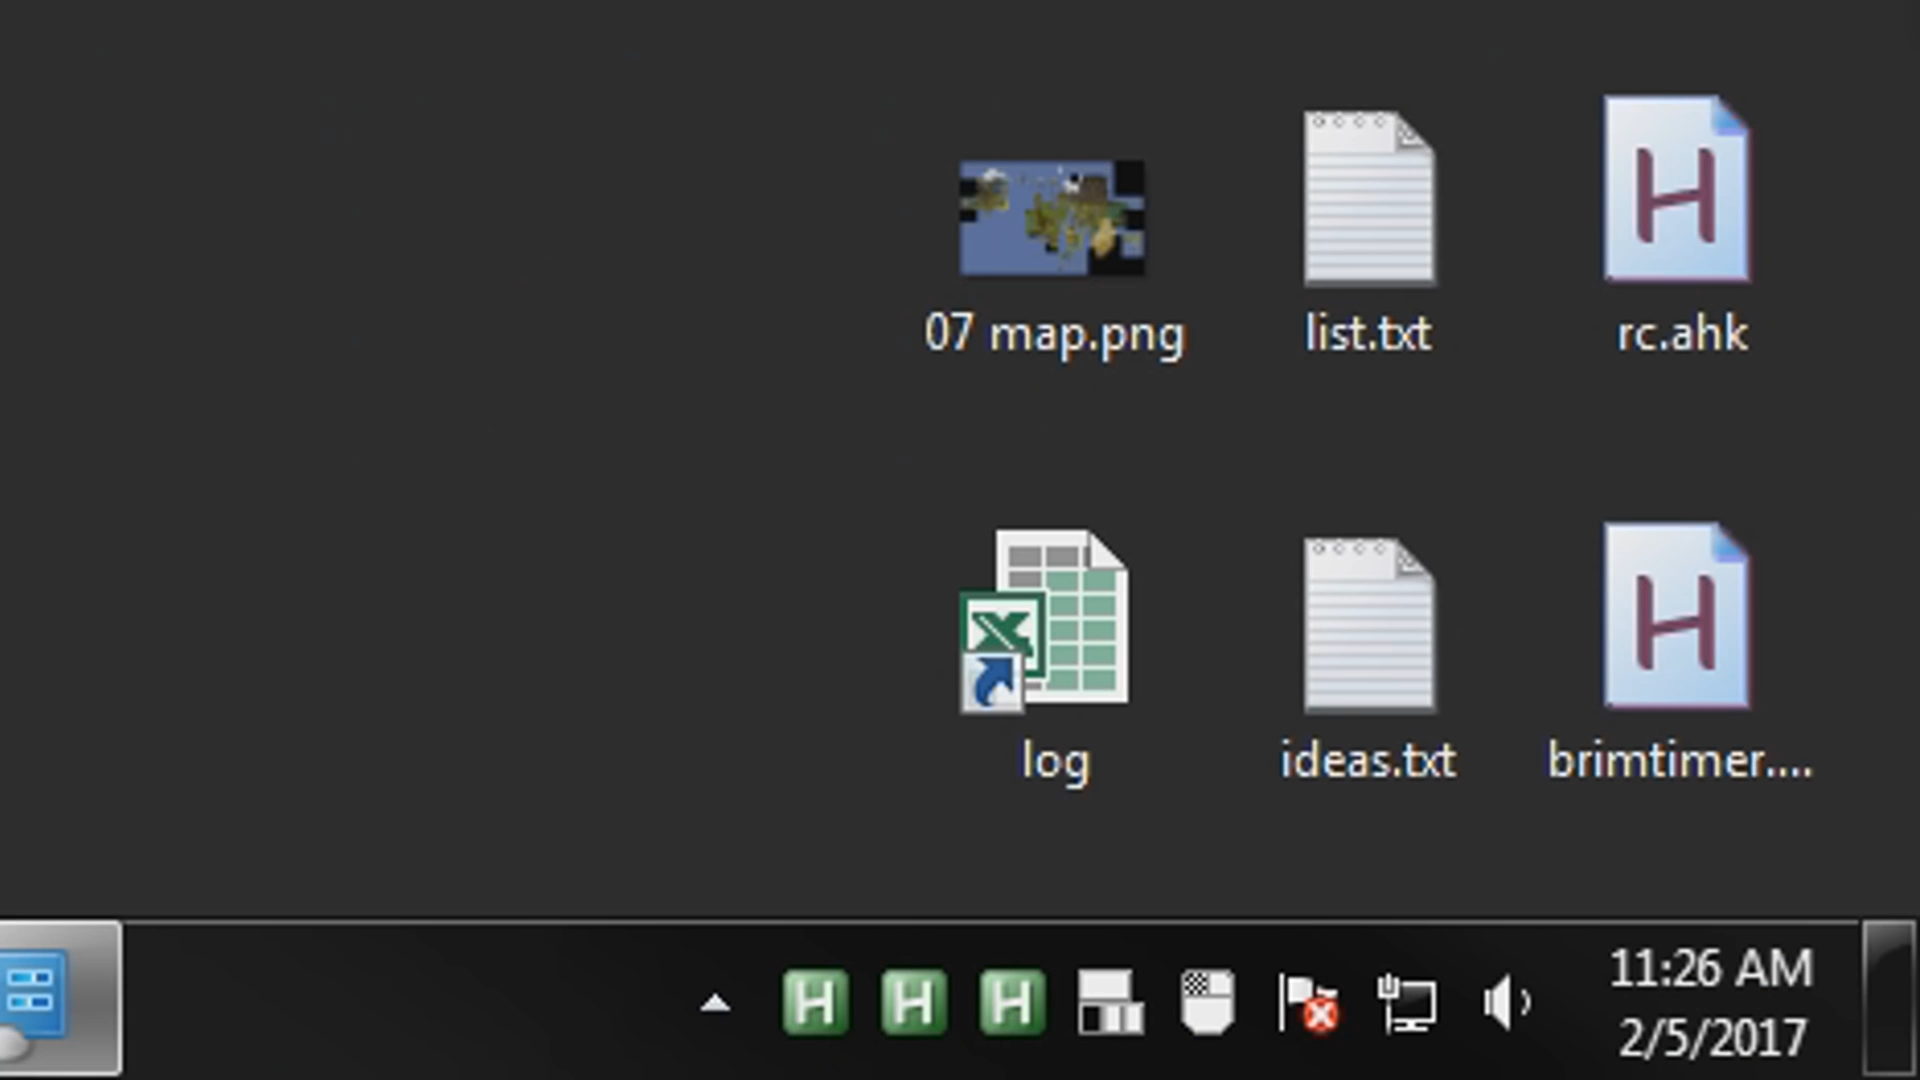 07 map.png
list.txt
rc.ahk
log
ideas.txt
brimtimer....
H H H
11:26 AM
2/5/2017